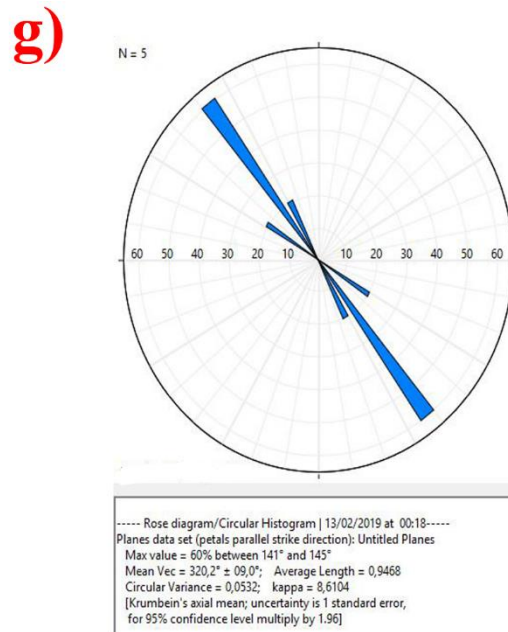 g)
N = 5
60 50 40 30 20 10 10 20 30 40 50 60
----- Rose diagram/Circular Histogram | 13/02/2019 at 00:18-----
Planes data set (petals parallel strike direction): Untitled Planes
Max value = 60% between 141° and 145°
Mean Vec = 320,2° ± 09,0°; Average Length = 0,9468
Circular Variance = 0,0532; kappa = 8,6104
[Krumbein's axial mean; uncertainty is 1 standard error,
for 95% confidence level multiply by 1.96]